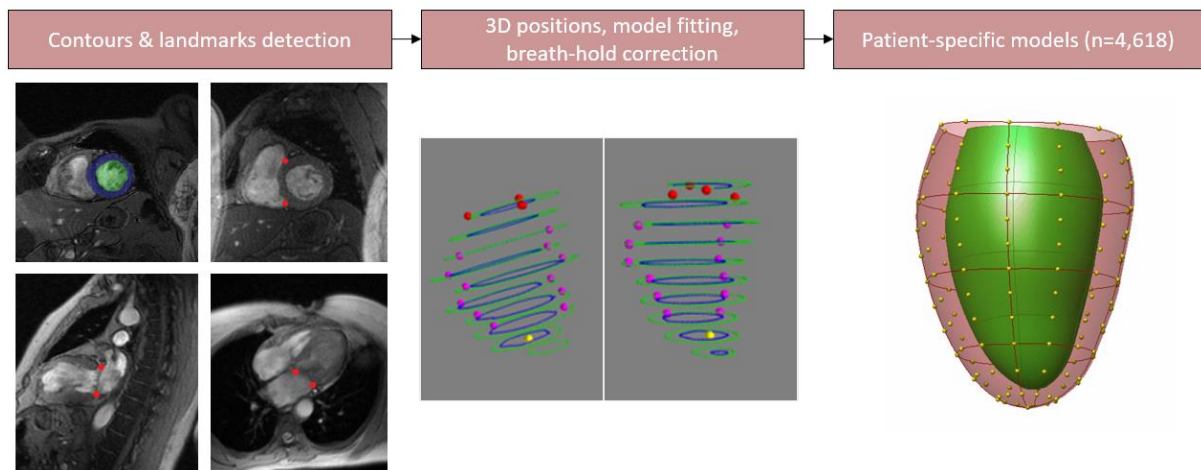 Contours & landmarks detection
3D positions, model fitting,
breath-hold correction
Patient-specific models (n=4,618)